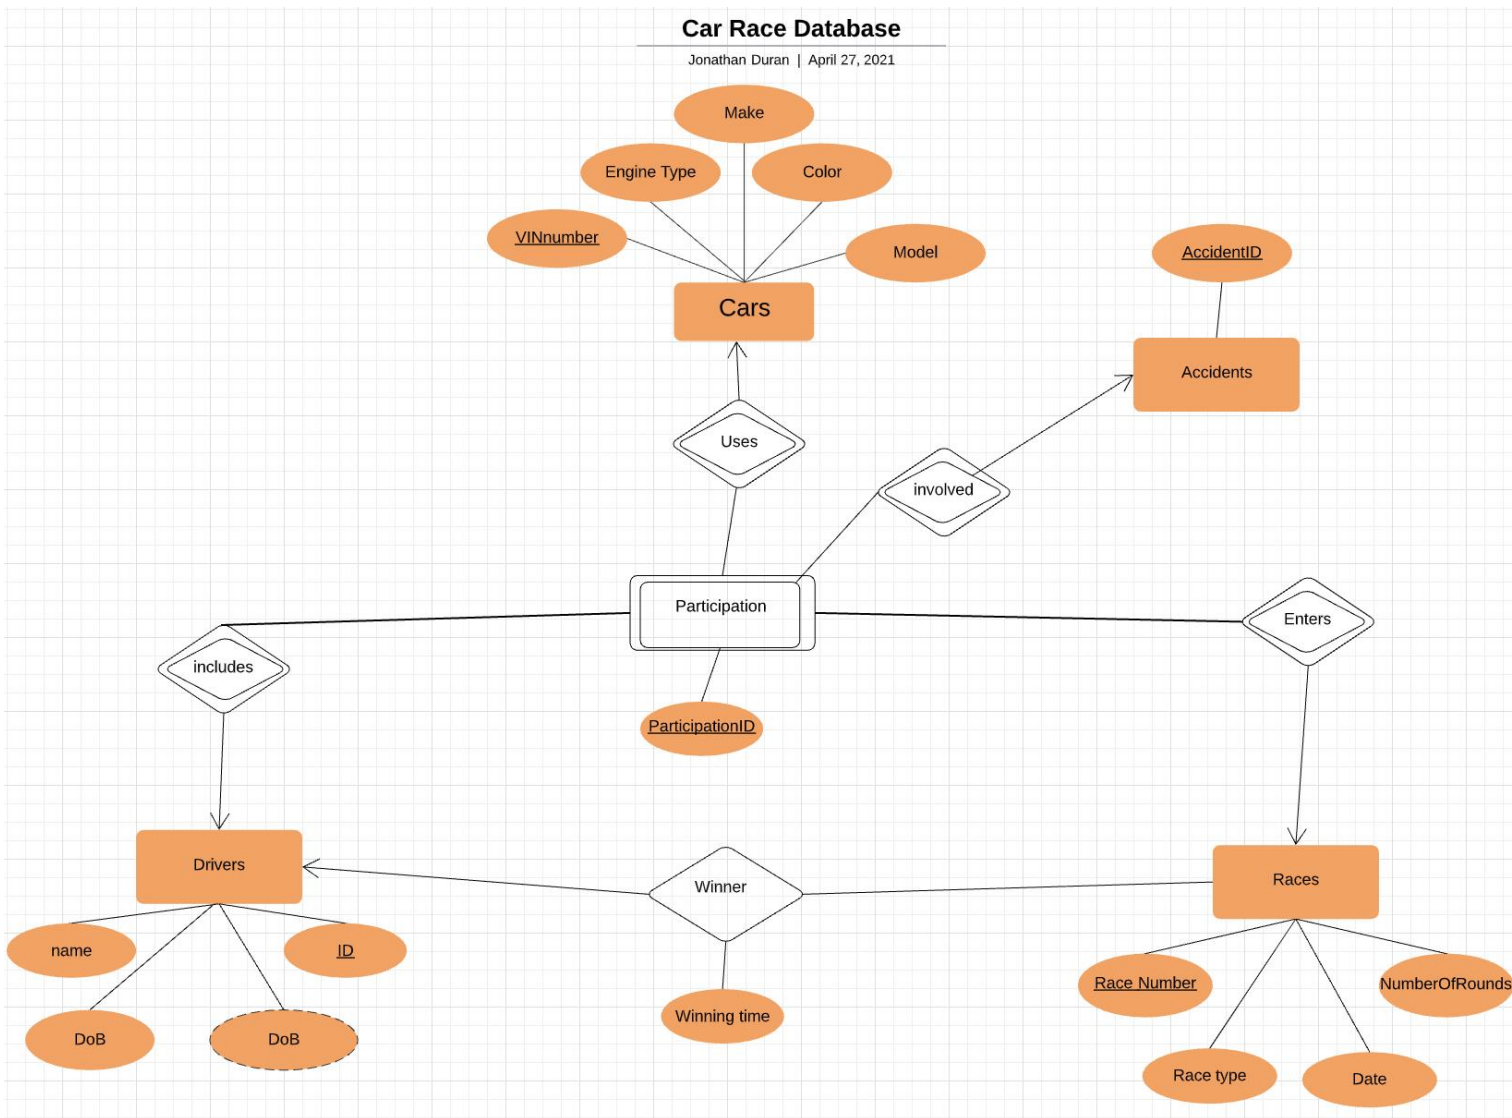 Car Race Database
Jonathan Duran | April 27, 2021
Make
Engine Type
Color
VINnumber
Model
AccidentID
Cars
Accidents
Uses
involved
Participation
Enters
includes
ParticipationID
Drivers
Winner
Races
name
ID
Race Number
NumberOfRounds
Winning time
DoB
DoB
Race type
Date